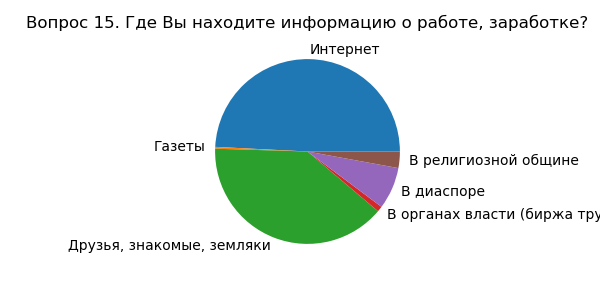 Вопрос 15. Где Вы находите информацию о работе, заработке?
Интернет
Газеты
В религиозной общине
В диаспоре
В органах власти (биржа
Друзья, знакомые, земляки